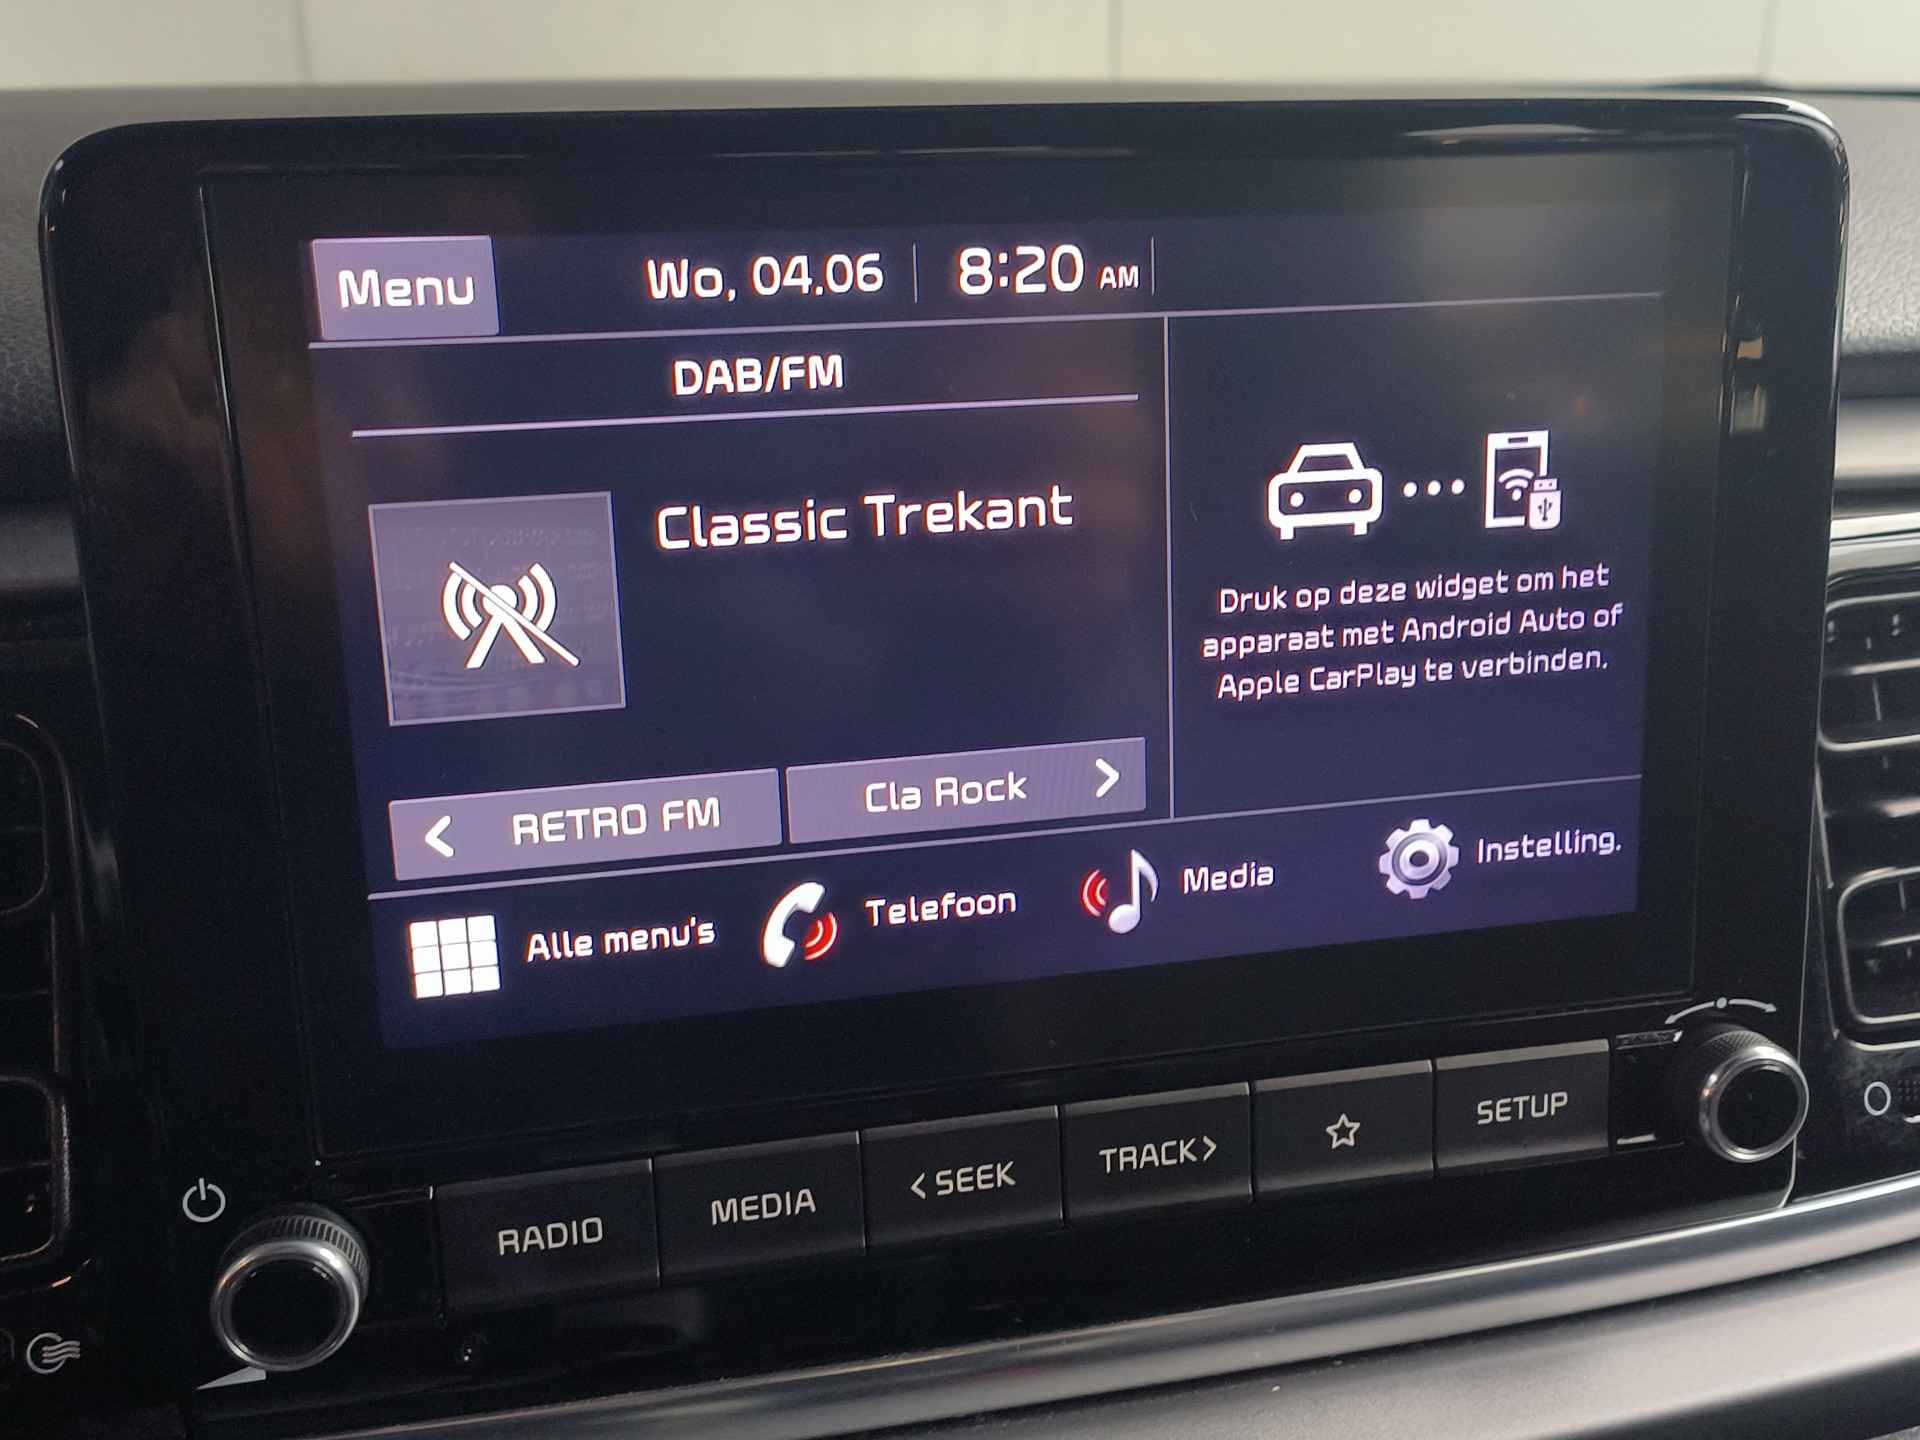 Menu
Wo, 04.06
8:20 AM
DAB/FM
Classic Trekant
Druk op deze widget om het
apparaat met Android Auto of
Apple CarPlay te verbinden.
< RETRO FM
Cla Rock >
Alle menu's
Telefoon
Media
Instelling.
RADIO
MEDIA
< SEEK
TRACK >
SETUP